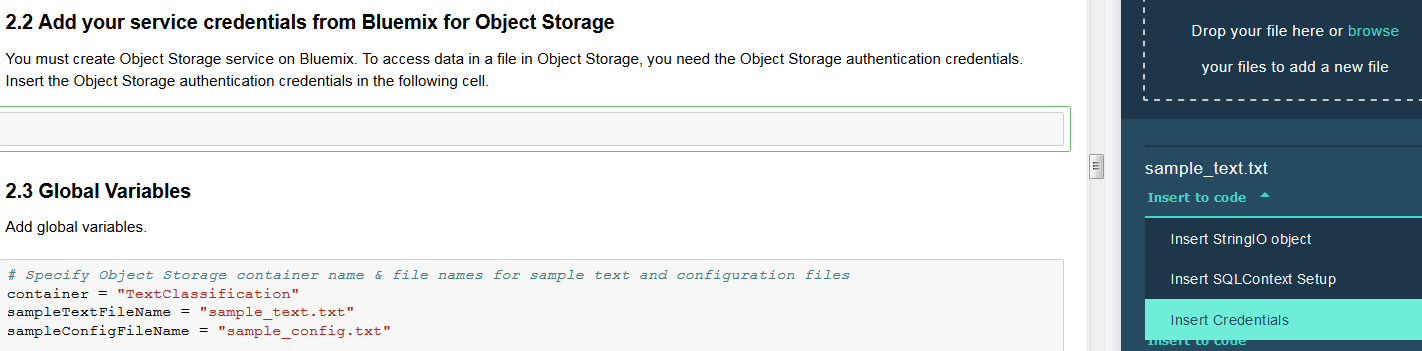 2.2 Add your service credentials from Bluemix for Object Storage
You must create Object Storage service on Bluemix. To access data in a file in Object Storage, you need the Object Storage authentication credentials.
Insert the Object Storage authentication credentials in the following cell.
2.3 Global Variables
Add global variables.
# Specify Object Storage container name & file names for sample text and configuration files
container = "TextClassification"
sampleTextFileName = "sample_text.txt"
sampleConfigFileName = "sample_config.txt"
Drop your file here or browse
your files to add a new file
sample_text.txt
Insert to code
Insert StringIO object
Insert SQLContext Setup
Insert Credentials
Insert to code